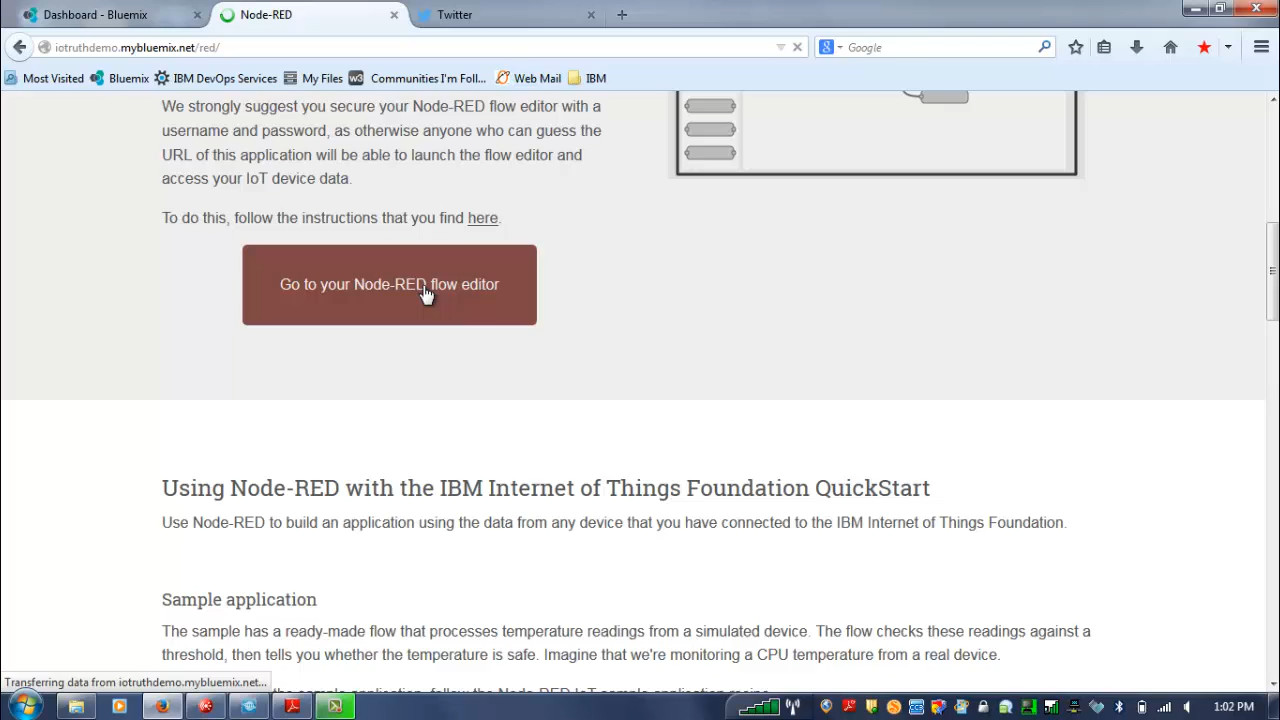 Dashboard - Bluemix
Node-RED
Twitter
iotruthdemo.mybluemix.net/red/
Google
Most Visited
Bluemix
IBM DevOps Services
My Files
w3
Communities I'm Foll...
Web Mail
IBM
We strongly suggest you secure your Node-RED flow editor with a
username and password, as otherwise anyone who can guess the
URL of this application will be able to launch the flow editor and
access your IoT device data.
To do this, follow the instructions that you find here.
Go to your Node-RED flow editor
Using Node-RED with the IBM Internet of Things Foundation QuickStart
Use Node-RED to build an application using the data from any device that you have connected to the IBM Internet of Things Foundation.
Sample application
The sample has a ready-made flow that processes temperature readings from a simulated device. The flow checks these readings against a
threshold, then tells you whether the temperature is safe. Imagine that we're monitoring a CPU temperature from a real device.
Transferring data from iotruthdemo.mybluemix.net...
1:02 PM